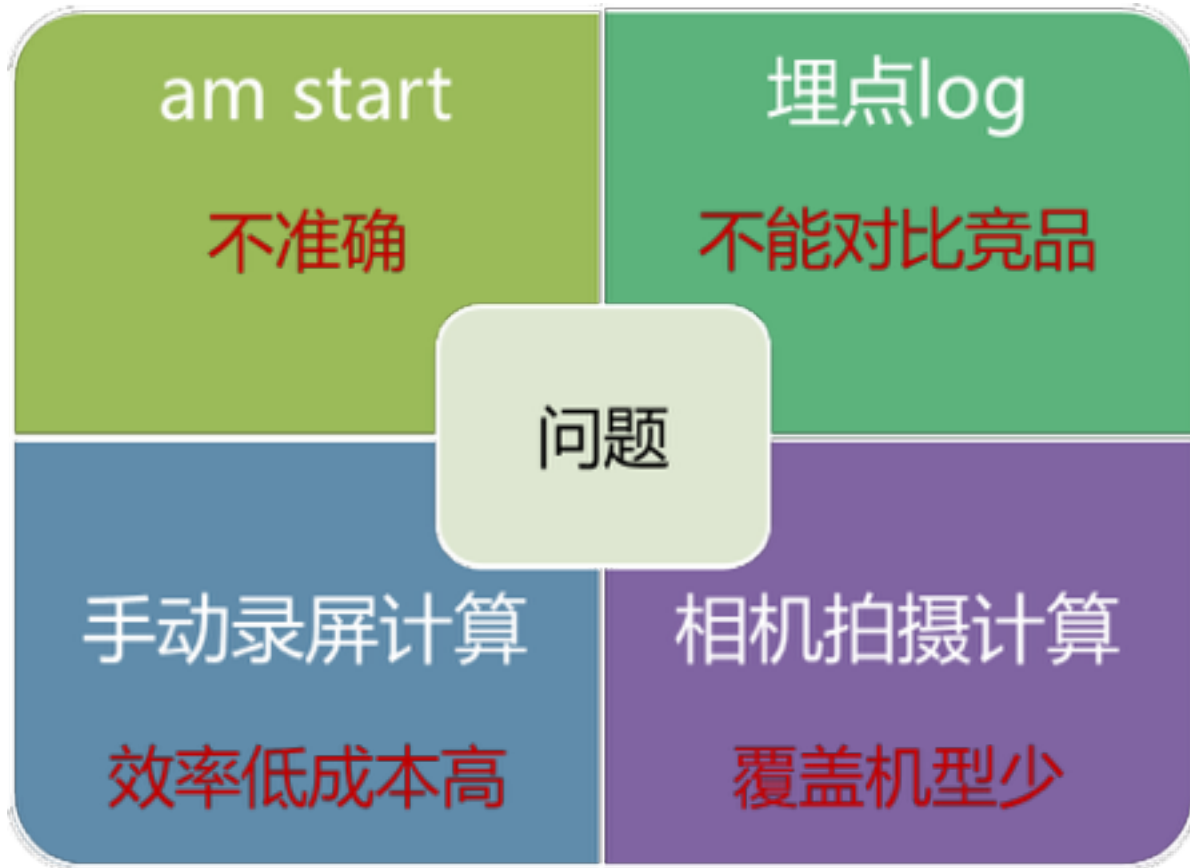 am start
不准确
埋点log
不能对比竞品
问题
手动录屏计算
效率低成本高
相机拍摄计算
覆盖机型少